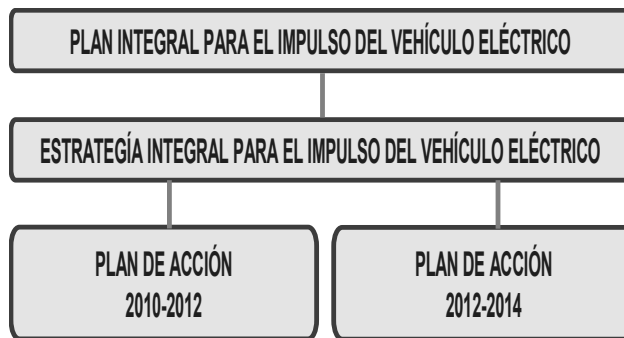 PLAN INTEGRAL PARA EL IMPULSO DEL VEHÍCULO ELÉCTRICO
ESTRATEGÍA INTEGRAL PARA EL IMPULSO DEL VEHÍCULO ELÉCTRICO
PLAN DE ACCIÓN
2010-2012
PLAN DE ACCIÓN
2012-2014